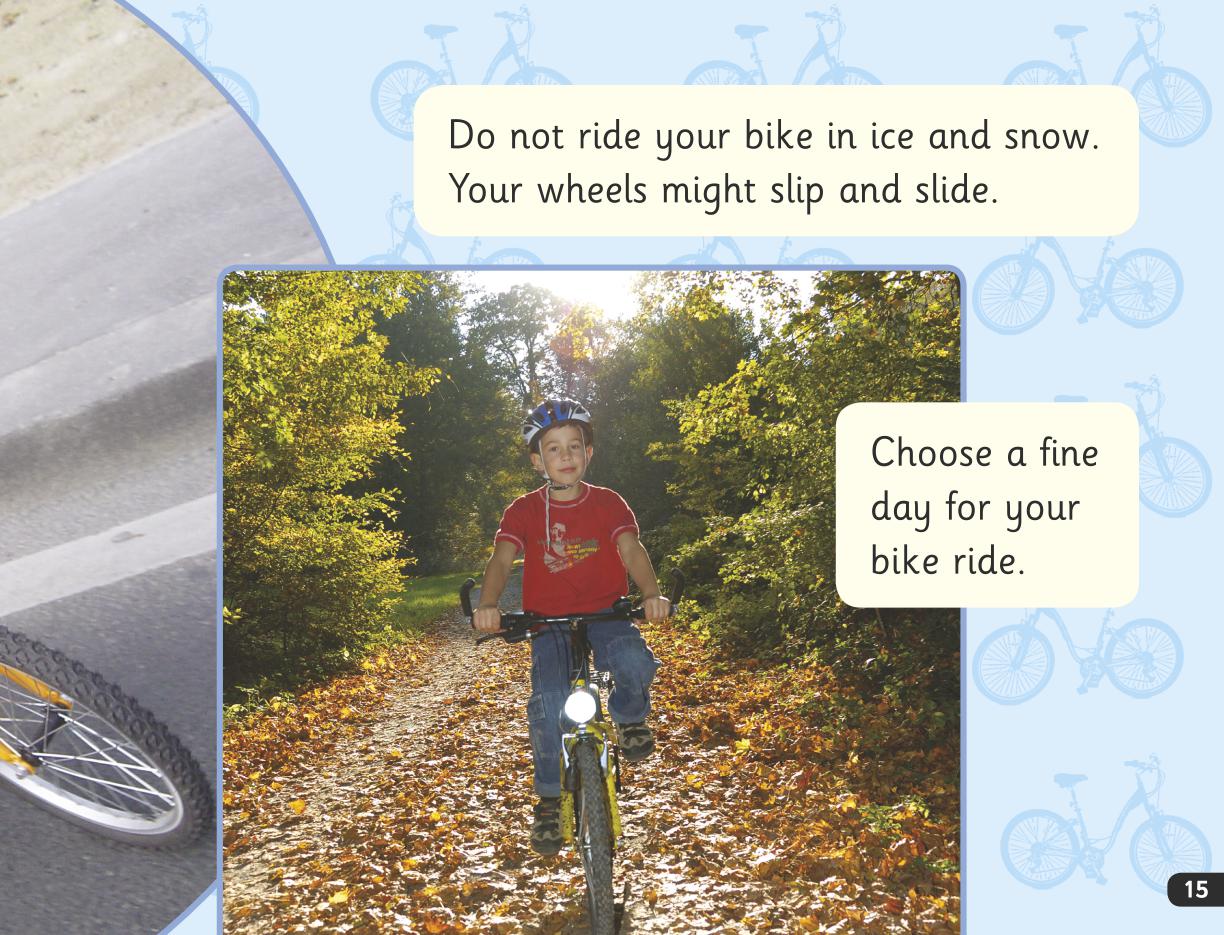 Do not ride your bike in ice and snow.
Your wheels might slip and slide.
Choose a fine
day for your
bike ride.
15